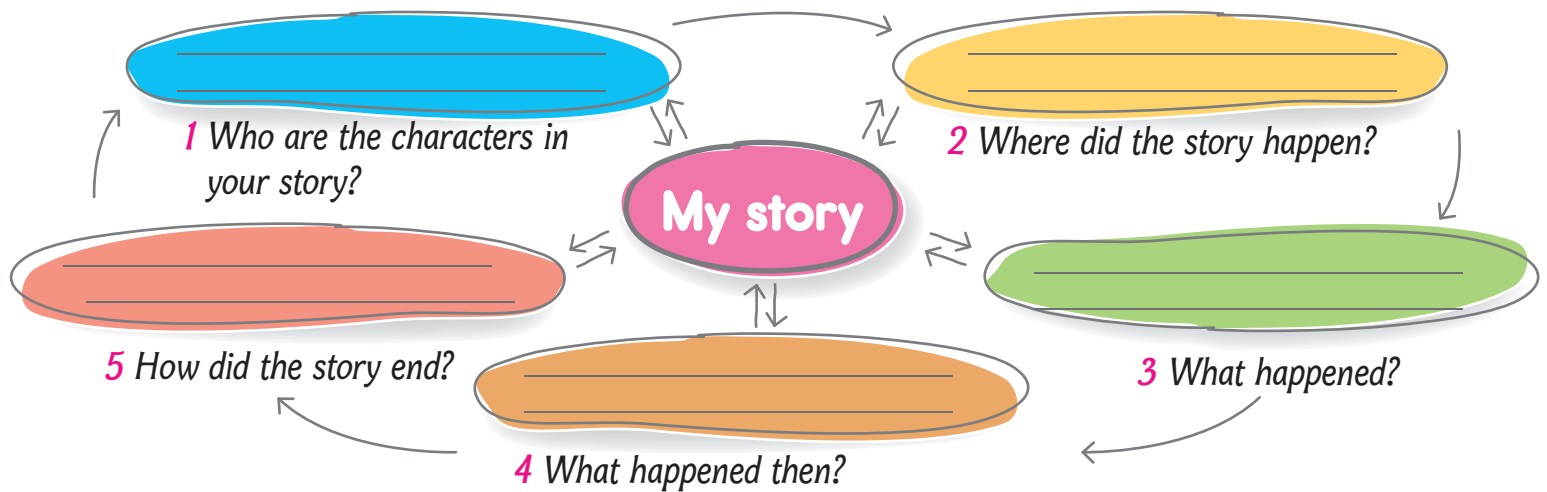 1 Who are the characters in
your story?
2 Where did the story happen?
My story
3 What happened?
4 What happened then?
5 How did the story end?